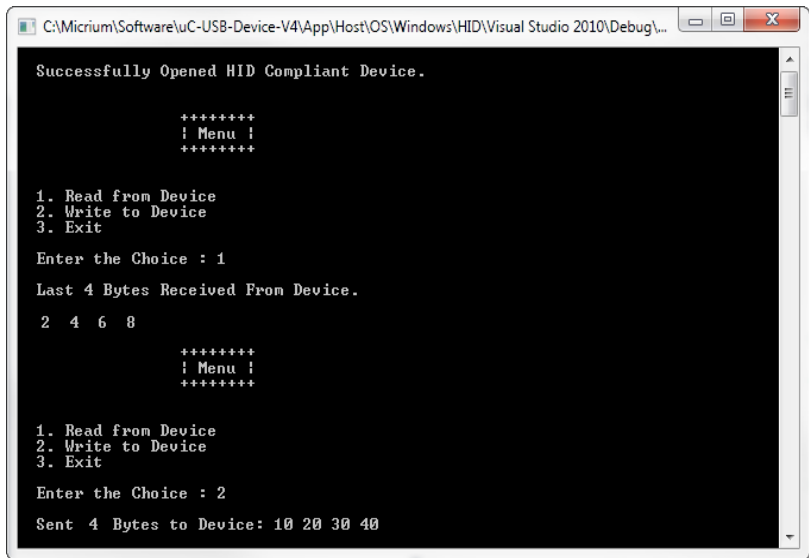 C:\Micrium\Software\uC-USB-Device-V4\App\Host\OS\Windows\HID\Visual Studio 2010\Debug\...
Successfully Opened HID Compliant Device.
++++++++
¦ Menu ¦
++++++++
1. Read from Device
2. Write to Device
3. Exit
Enter the Choice : 1
Last 4 Bytes Received From Device.
2 4 6 8
++++++++
¦ Menu ¦
++++++++
1. Read from Device
2. Write to Device
3. Exit
Enter the Choice : 2
Sent 4 Bytes to Device: 10 20 30 40